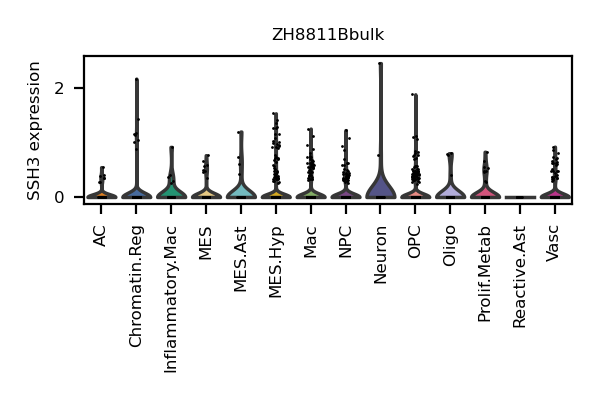 ZH8811Bbulk
SSH3 expression
2
0
AC
Chromatin.Reg
Inflammatory.Mac
MES
MES.Ast
MES.Hyp
Mac
NPC
Neuron
OPC
Oligo
Prolif.Metab
Reactive.Ast
Vasc